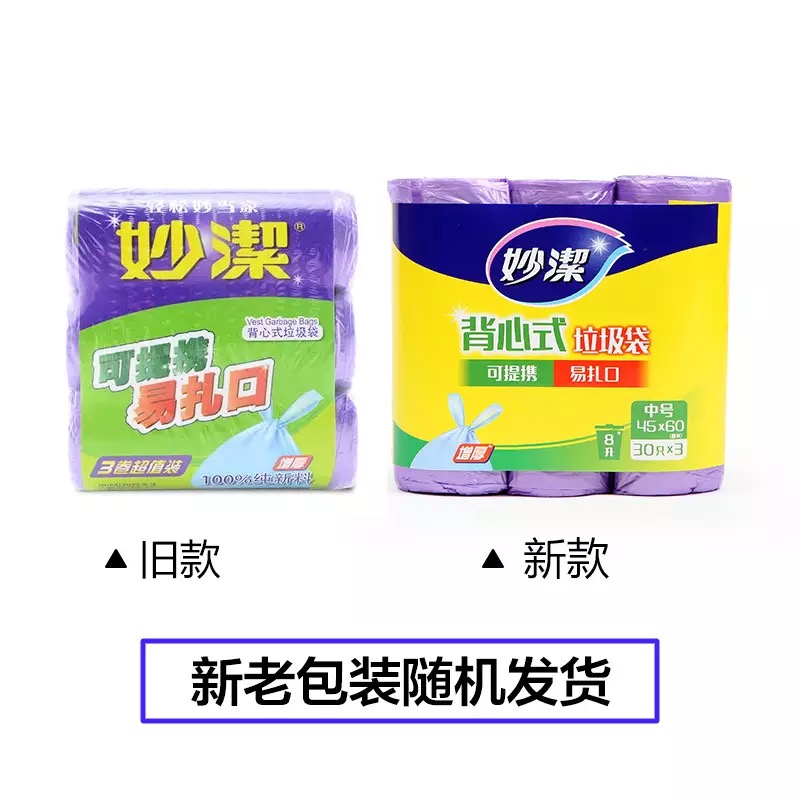 轻松妙当家
妙潔®
Vest Garbage Bags
背心式垃圾袋
可提携
易扎口
3卷超值装
增厚
100%纯新料
妙潔
背心式垃圾袋
可提携
易扎口
中号
45x60
8升
30只x3
增厚
▲旧款
▲新款
新老包装随机发货